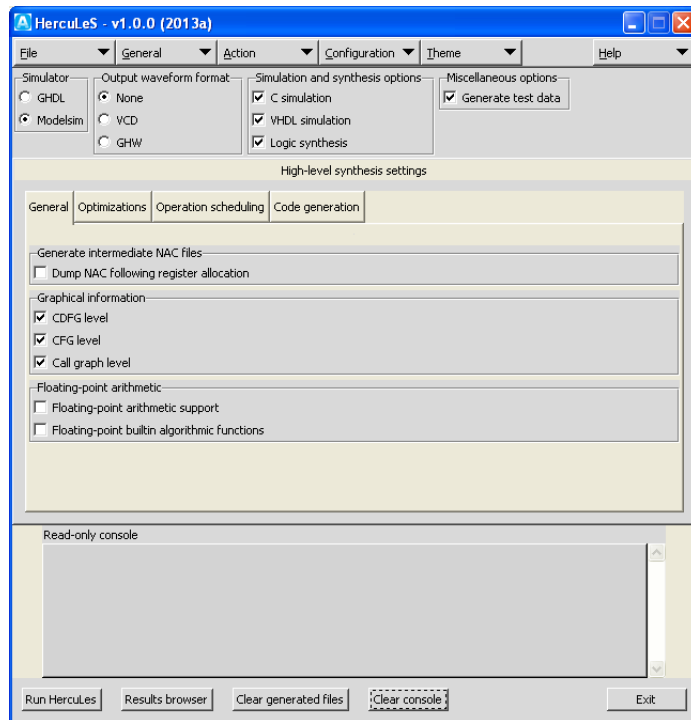 HercuLeS - v1.0.0 (2013a)
File General Action Configuration Theme Help
Simulator Output waveform format Simulation and synthesis options Miscellaneous options
GHDL None C simulation Generate test data
Modelsim VCD VHDL simulation
GHW Logic synthesis
High-level synthesis settings
General Optimizations Operation scheduling Code generation
Generate intermediate NAC files
Dump NAC following register allocation
Graphical information
CDFG level
CFG level
Call graph level
Floating-point arithmetic
Floating-point arithmetic support
Floating-point builtin algorithmic functions
Read-only console
Run HercuLes Results browser Clear generated files Clear console Exit